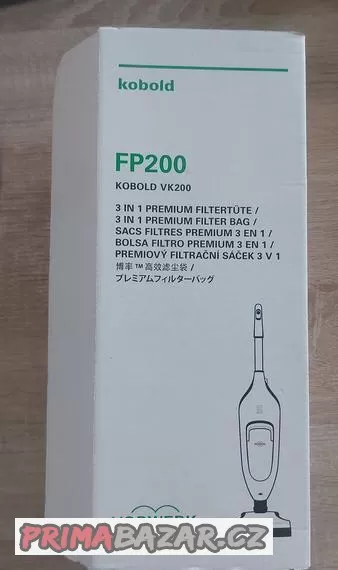 kobold
FP200
KOBOLD VK200
3 IN 1 PREMIUM FILTERTÜTE /
3 IN 1 PREMIUM FILTER BAG /
SACS FILTRES PREMIUM 3 EN 1 /
BOLSA FILTRO PREMIUM 3 EN 1 /
PREMIOVÝ FILTRAČNÍ SÁČEK 3 V 1
博率™高效滤尘袋 /
プレミアムフィルターバッグ
PRIMABAZAR.CZ